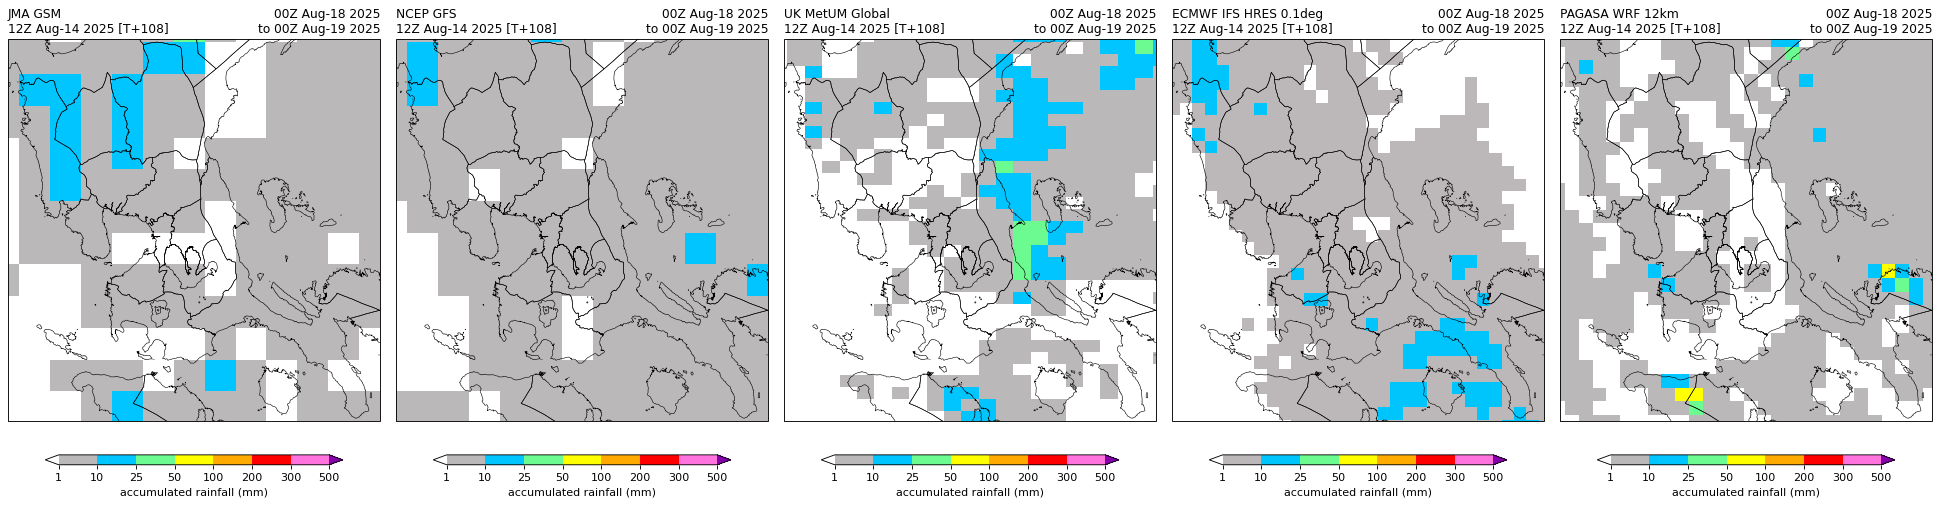 JMA GSM
00Z Aug-18 2025
12Z Aug-14 2025 [T+108]
to 00Z Aug-19 2025
NCEP GFS
00Z Aug-18 2025
12Z Aug-14 2025 [T+108]
to 00Z Aug-19 2025
UK MetUM Global
00Z Aug-18 2025
12Z Aug-14 2025 [T+108]
to 00Z Aug-19 2025
ECMWF IFS HRES 0.1deg
00Z Aug-18 2025
12Z Aug-14 2025 [T+108]
to 00Z Aug-19 2025
PAGASA WRF 12km
00Z Aug-18 2025
12Z Aug-14 2025 [T+108]
to 00Z Aug-19 2025
1 10 25 50 100 200 300 500
accumulated rainfall (mm)
1 10 25 50 100 200 300 500
accumulated rainfall (mm)
1 10 25 50 100 200 300 500
accumulated rainfall (mm)
1 10 25 50 100 200 300 500
accumulated rainfall (mm)
1 10 25 50 100 200 300 500
accumulated rainfall (mm)